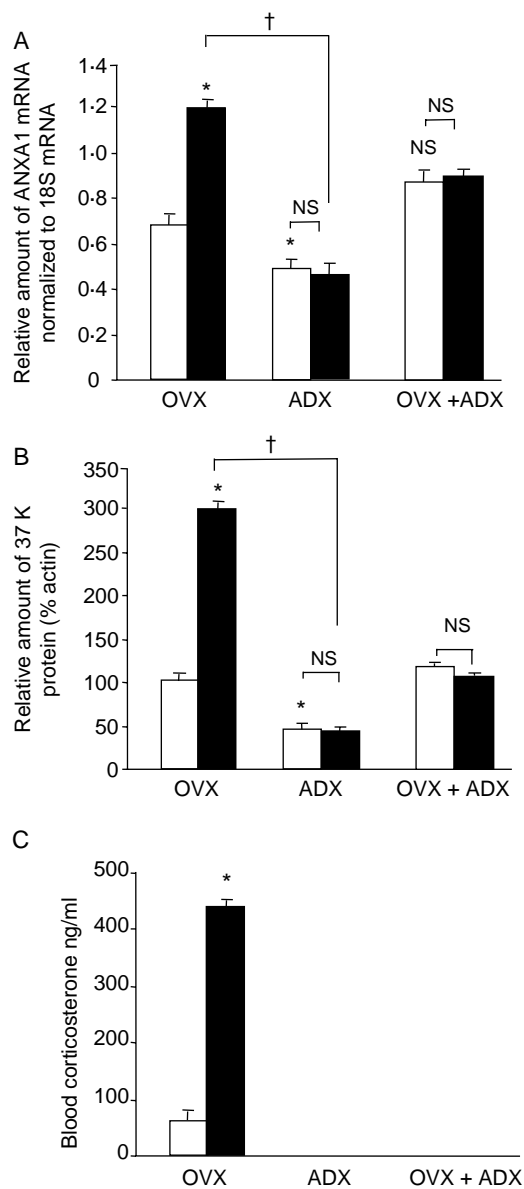 A
Relative amount of ANXA1 mRNA
normalized to 18S mRNA
1·4
1·2
1·0
0·8
0·6
0·4
0·2
0
†
*
NS
*
NS
NS
OVX
ADX
OVX +ADX
B
Relative amount of 37 K
protein (% actin)
350
300
250
200
150
100
50
0
†
*
NS
*
NS
OVX
ADX
OVX + ADX
C
Blood corticosterone ng/ml
500
400
300
200
100
0
*
OVX
ADX
OVX + ADX